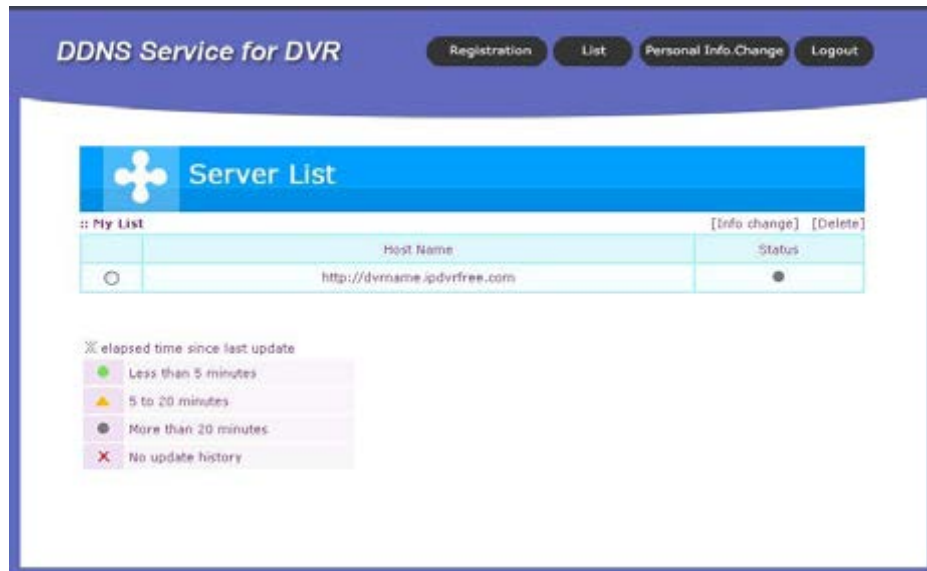 DDNS Service for DVR
Registration List Personal Info.Change Logout
Server List
:: My List [Info change] [Delete]
Host Name Status
http://dvrname.ipdvrfree.com
※ elapsed time since last update
Less than 5 minutes
5 to 20 minutes
More than 20 minutes
No update history